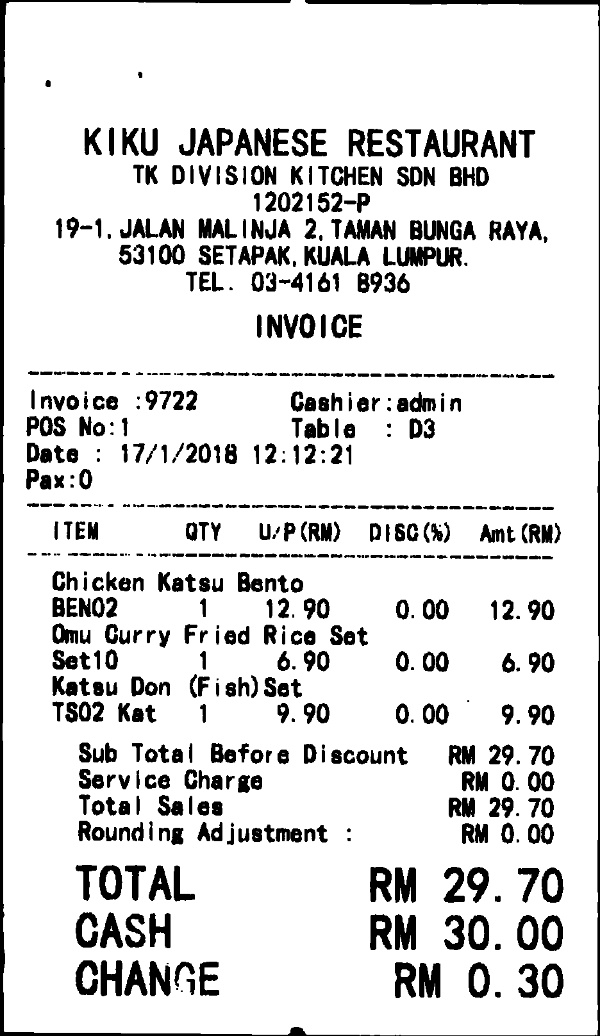 KIKU JAPANESE RESTAURANT
TK DIVISION KITCHEN SDN BHD
1202152-P
19-1, JALAN MALINJA 2, TAMAN BUNGA RAYA,
53100 SETAPAK, KUALA LUMPUR.
TEL. 03-4161 8936
INVOICE
Invoice :9722 Cashier:admin
POS No:1 Table : D3
Date : 17/1/2018 12:12:21
Pax:0
ITEM QTY U/P(RM) DISC(%) Amt(RM)
Chicken Katsu Bento
BEN02 1 12.90 0.00 12.90
Omu Curry Fried Rice Set
Set10 1 6.90 0.00 6.90
Katsu Don (Fish)Set
TS02 Kat 1 9.90 0.00 9.90
Sub Total Before Discount RM 29.70
Service Charge RM 0.00
Total Sales RM 29.70
Rounding Adjustment : RM 0.00
TOTAL RM 29.70
CASH RM 30.00
CHANGE RM 0.30